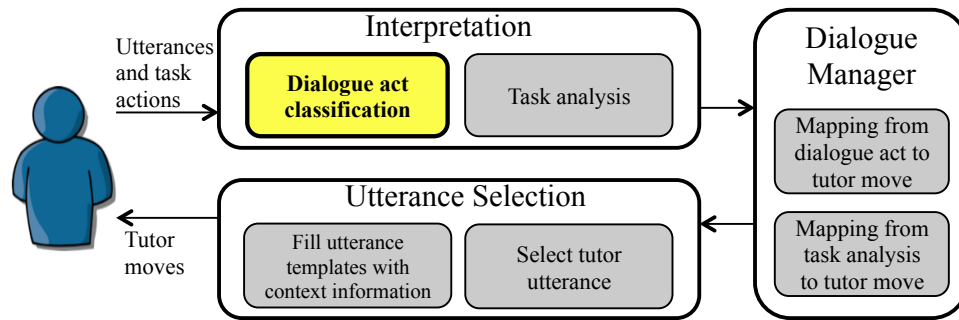 Utterances
and task
actions
Interpretation
Dialogue act
classification
Task analysis
Dialogue
Manager
Mapping from
dialogue act to
tutor move
Mapping from
task analysis
to tutor move
Utterance Selection
Fill utterance
templates with
context information
Select tutor
utterance
Tutor
moves